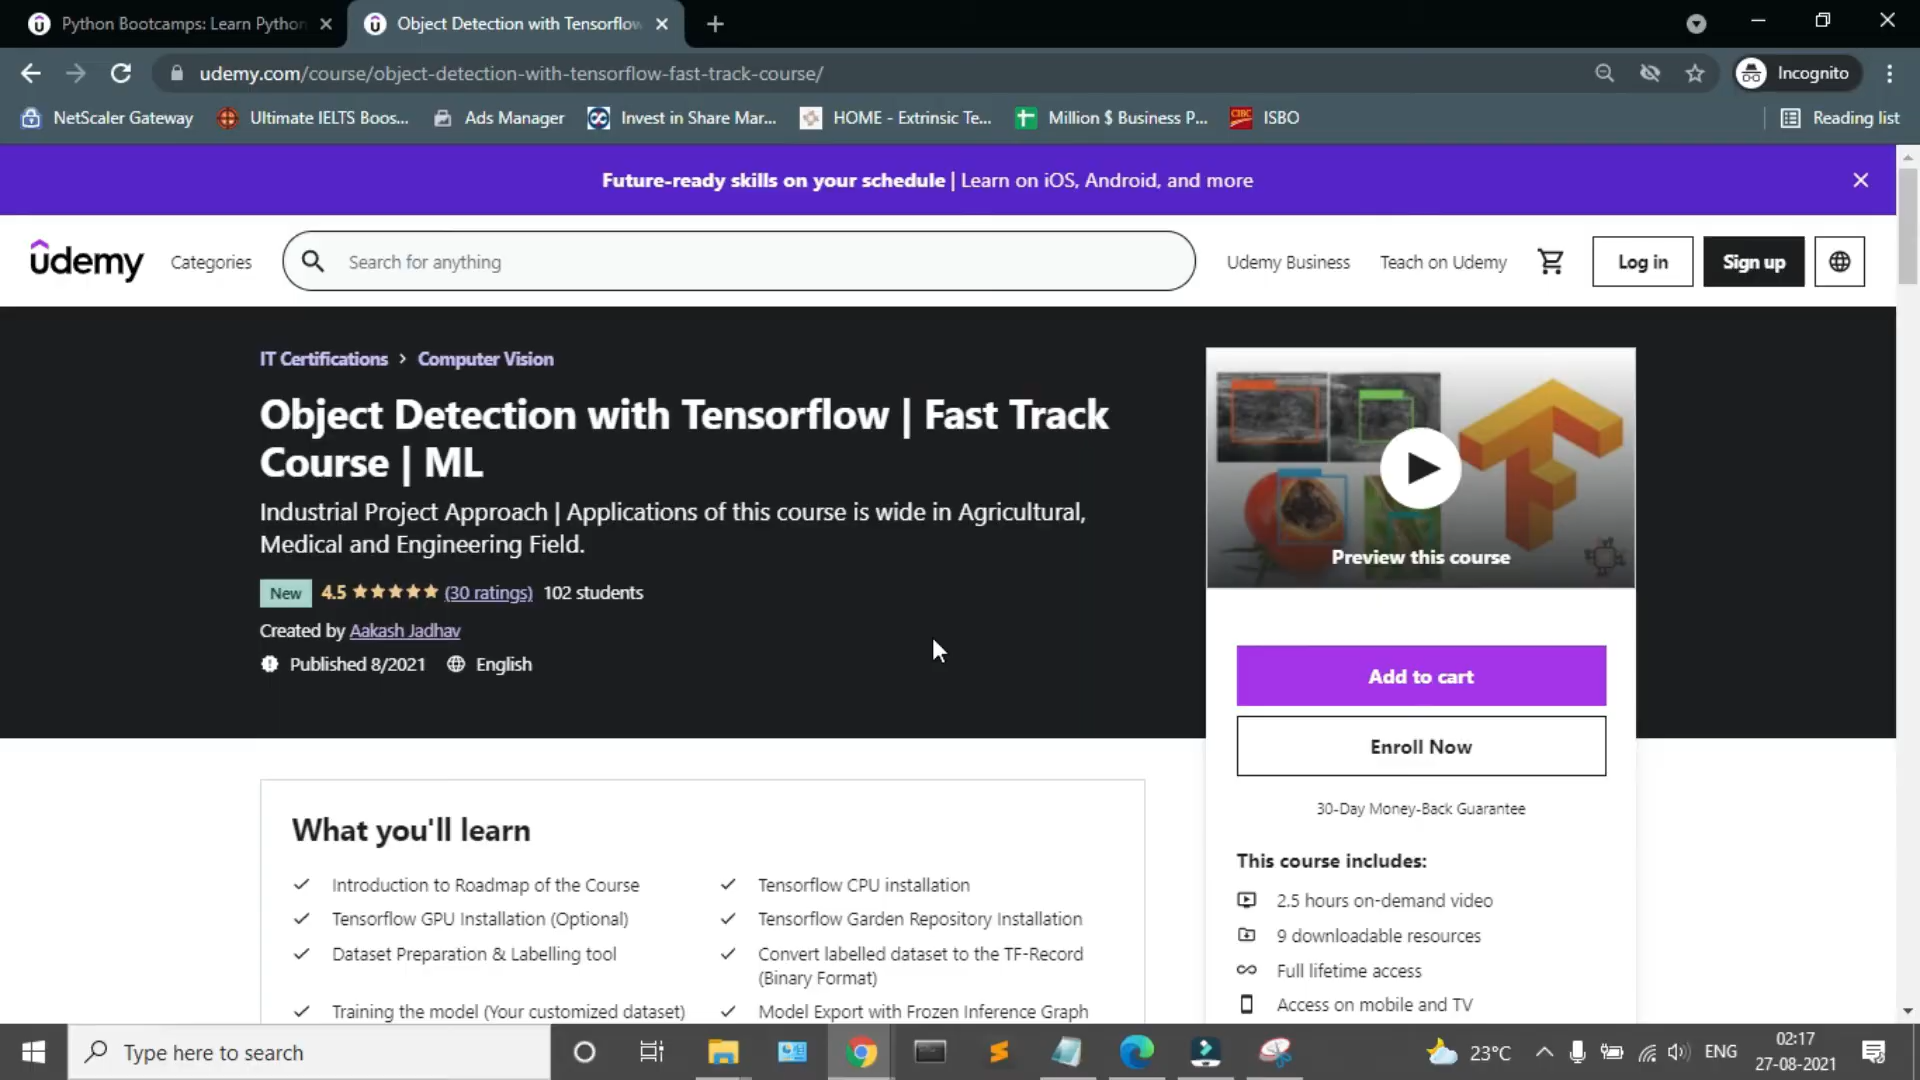 Python Bootcamps: Learn Python
Object Detection with Tensorflow
udemy.com/course/object-detection-with-tensorflow-fast-track-course/
Incognito
NetScaler Gateway
Ultimate IELTS Boos...
Ads Manager
Invest in Share Mar...
HOME - Extrinsic Te...
Million $ Business P...
CIBC
ISBO
Reading list
Future-ready skills on your schedule | Learn on iOS, Android, and more
udemy
Categories
Search for anything
Udemy Business
Teach on Udemy
Log in
Sign up
IT Certifications > Computer Vision
Object Detection with Tensorflow | Fast Track
Course | ML
Industrial Project Approach | Applications of this course is wide in Agricultural,
Medical and Engineering Field.
New 4.5 (30 ratings) 102 students
Created by Aakash Jadhav
Published 8/2021 English
Preview this course
Add to cart
Enroll Now
30-Day Money-Back Guarantee
This course includes:
2.5 hours on-demand video
9 downloadable resources
Full lifetime access
Access on mobile and TV
What you'll learn
Introduction to Roadmap of the Course
Tensorflow CPU installation
Tensorflow GPU Installation (Optional)
Tensorflow Garden Repository Installation
Dataset Preparation & Labelling tool
Convert labelled dataset to the TF-Record
(Binary Format)
Training the model (Your customized dataset)
Model Export with Frozen Inference Graph
Type here to search
23°C
ENG
02:17
27-08-2021